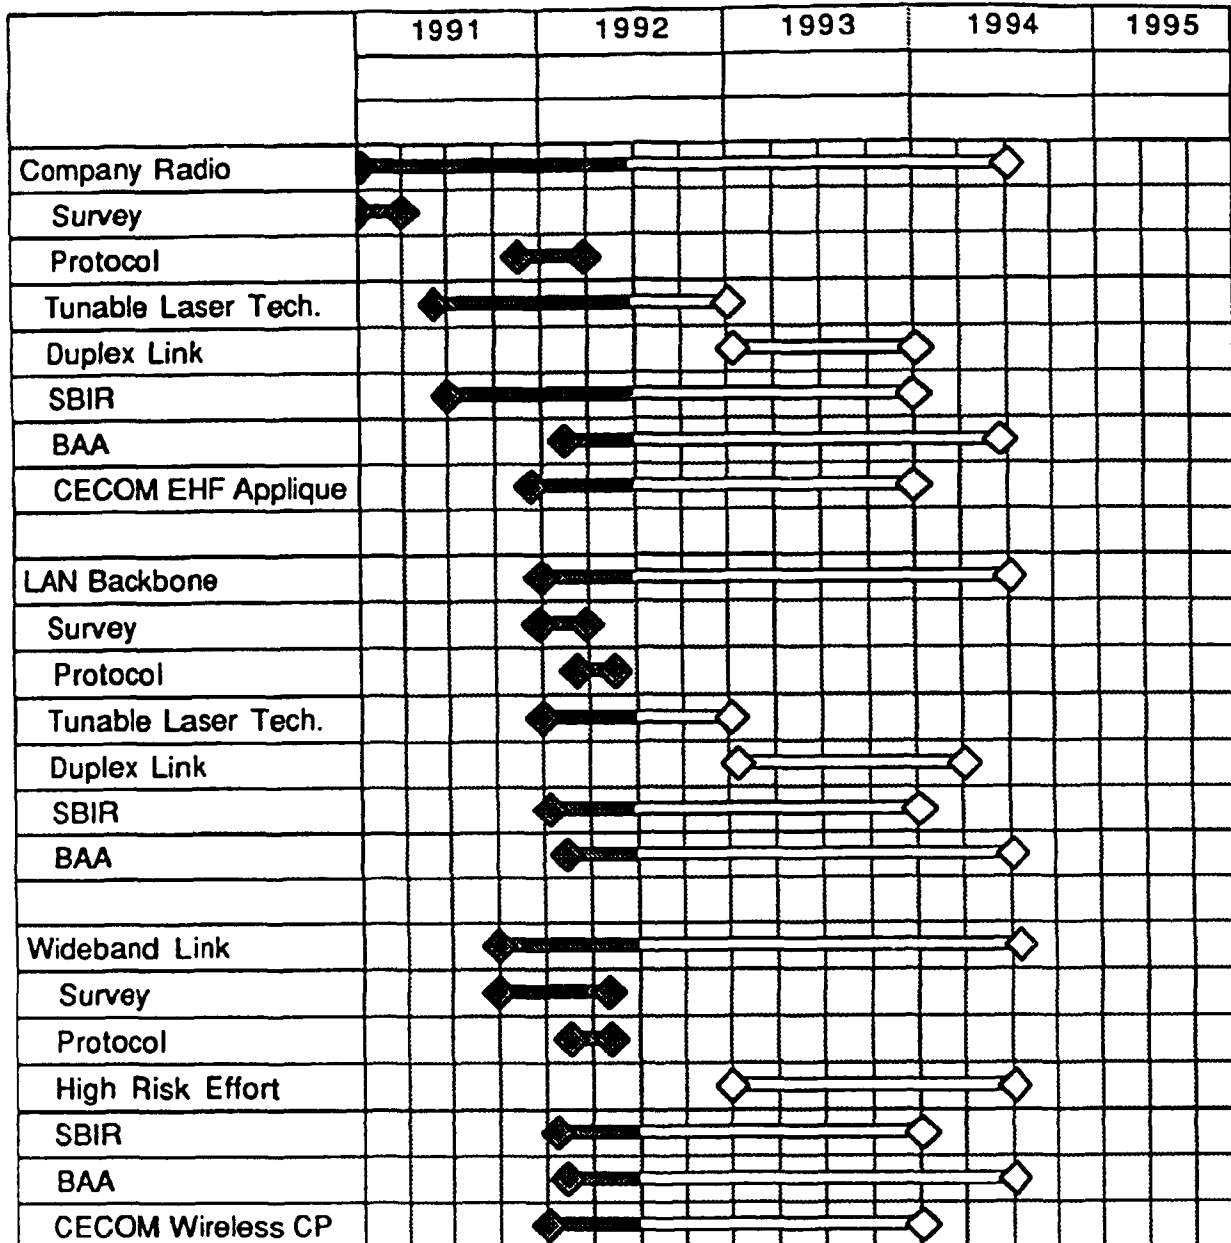 1991 1992 1993 1994 1995
Company Radio
Survey
Protocol
Tunable Laser Tech.
Duplex Link
SBIR
BAA
CECOM EHF Applique
LAN Backbone
Survey
Protocol
Tunable Laser Tech.
Duplex Link
SBIR
BAA
Wideband Link
Survey
Protocol
High Risk Effort
SBIR
BAA
CECOM Wireless CP